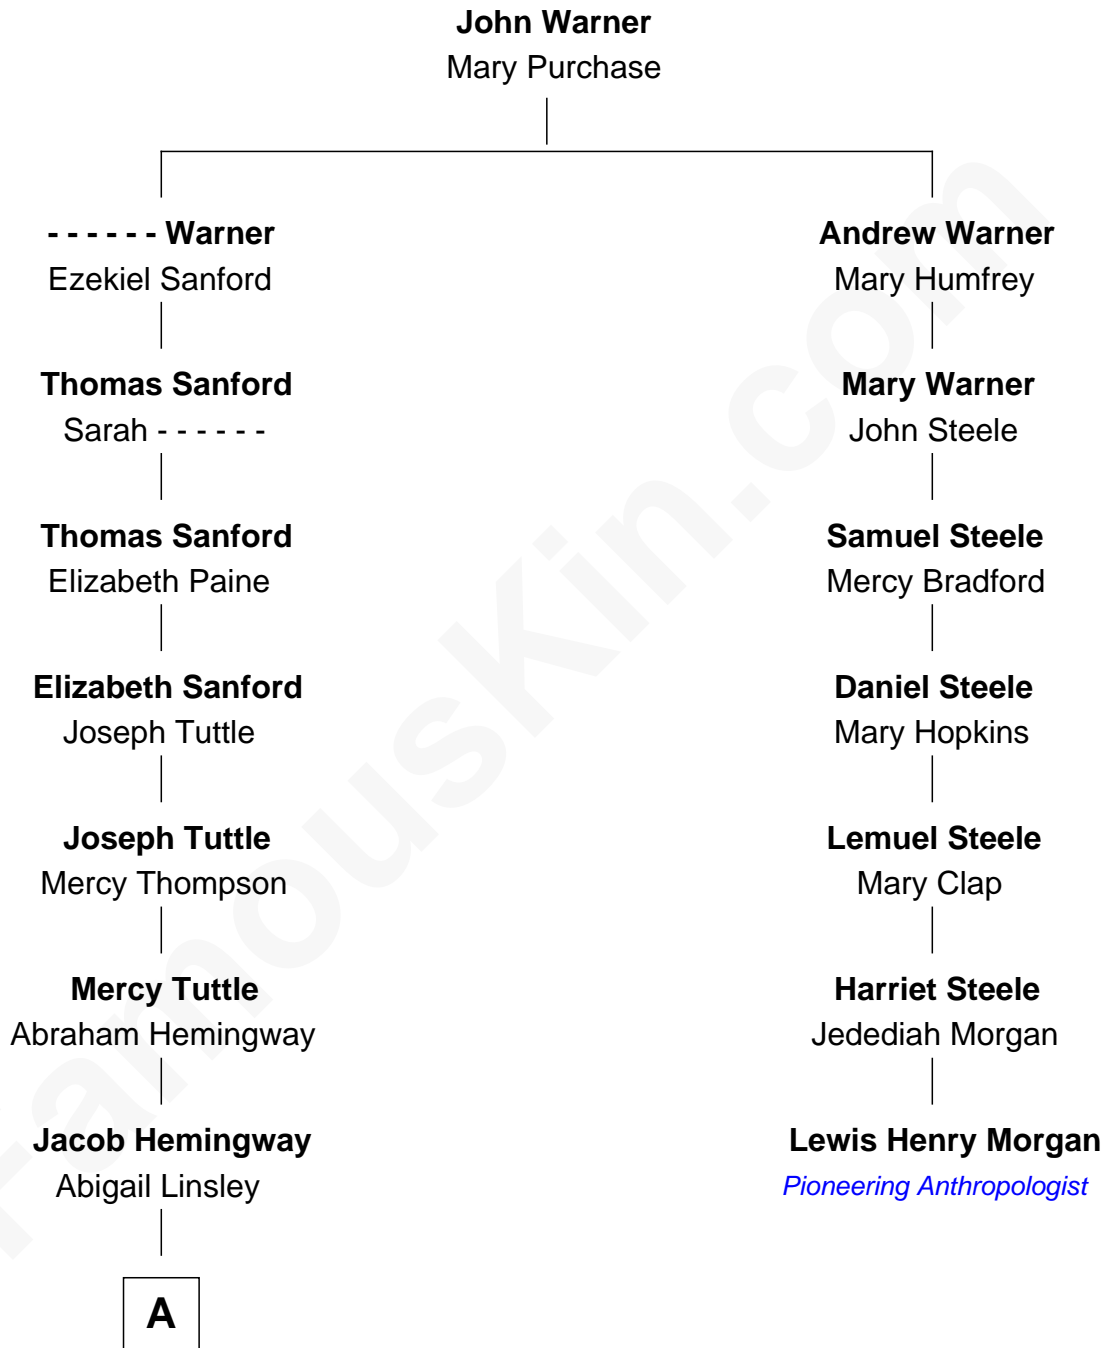 John Warner
Mary Purchase
- - - - - - Warner
Ezekiel Sanford
Andrew Warner
Mary Humfrey
Thomas Sanford
Sarah - - - - - -
Mary Warner
John Steele
Thomas Sanford
Elizabeth Paine
Samuel Steele
Mercy Bradford
Elizabeth Sanford
Joseph Tuttle
Daniel Steele
Mary Hopkins
Joseph Tuttle
Mercy Thompson
Lemuel Steele
Mary Clap
Mercy Tuttle
Abraham Hemingway
Harriet Steele
Jedediah Morgan
Jacob Hemingway
Abigail Linsley
Lewis Henry Morgan
Pioneering Anthropologist
A
FamousKin.com